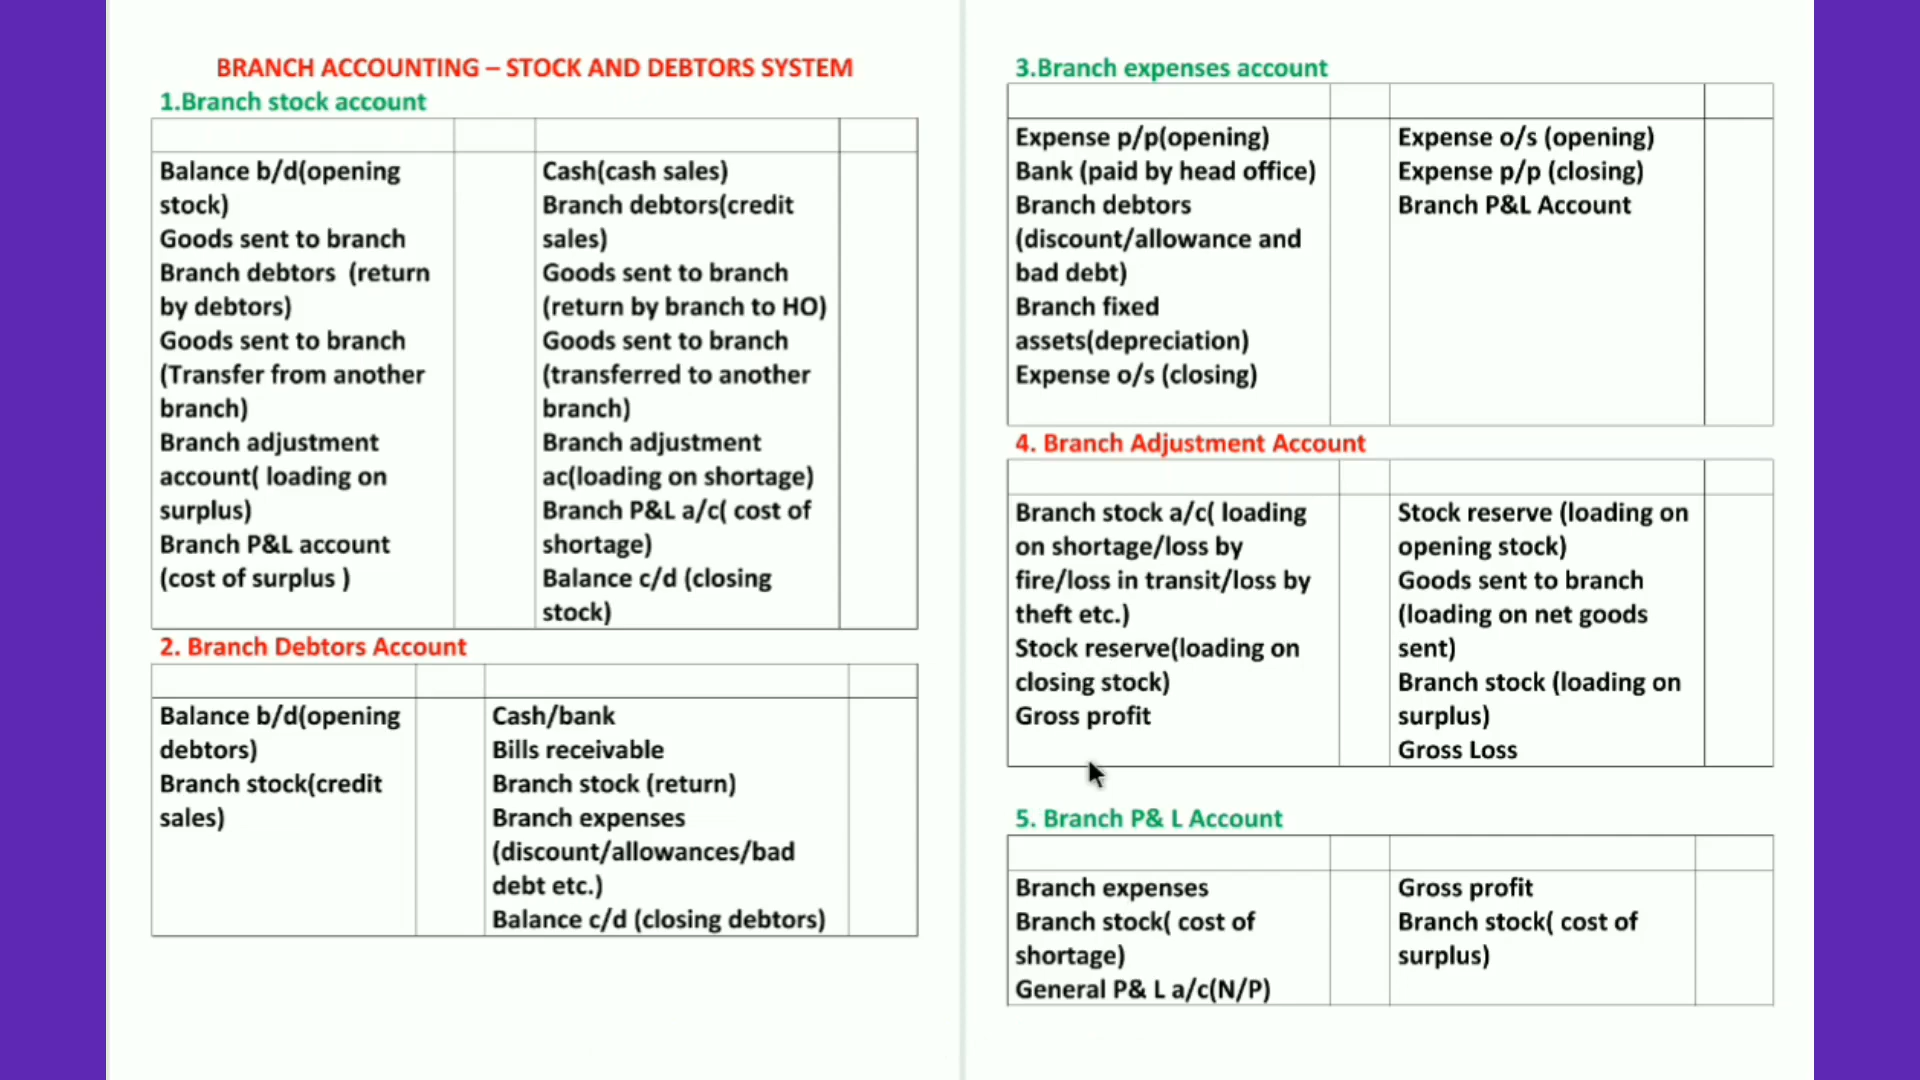 BRANCH ACCOUNTING – STOCK AND DEBTORS SYSTEM
1.Branch stock account
Balance b/d(opening
stock)
Goods sent to branch
Branch debtors  (return
by debtors)
Goods sent to branch
(Transfer from another
branch)
Branch adjustment
account( loading on
surplus)
Branch P&L account
(cost of surplus )
Cash(cash sales)
Branch debtors(credit
sales)
Goods sent to branch
(return by branch to HO)
Goods sent to branch
(transferred to another
branch)
Branch adjustment
ac(loading on shortage)
Branch P&L a/c( cost of
shortage)
Balance c/d (closing
stock)
2. Branch Debtors Account
Balance b/d(opening
debtors)
Branch stock(credit
sales)
Cash/bank
Bills receivable
Branch stock (return)
Branch expenses
(discount/allowances/bad
debt etc.)
Balance c/d (closing debtors)
3.Branch expenses account
Expense p/p(opening)
Bank (paid by head office)
Branch debtors
(discount/allowance and
bad debt)
Branch fixed
assets(depreciation)
Expense o/s (closing)
Expense o/s (opening)
Expense p/p (closing)
Branch P&L Account
4. Branch Adjustment Account
Branch stock a/c( loading
on shortage/loss by
fire/loss in transit/loss by
theft etc.)
Stock reserve(loading on
closing stock)
Gross profit
Stock reserve (loading on
opening stock)
Goods sent to branch
(loading on net goods
sent)
Branch stock (loading on
surplus)
Gross Loss
5. Branch P& L Account
Branch expenses
Branch stock( cost of
shortage)
General P& L a/c(N/P)
Gross profit
Branch stock( cost of
surplus)